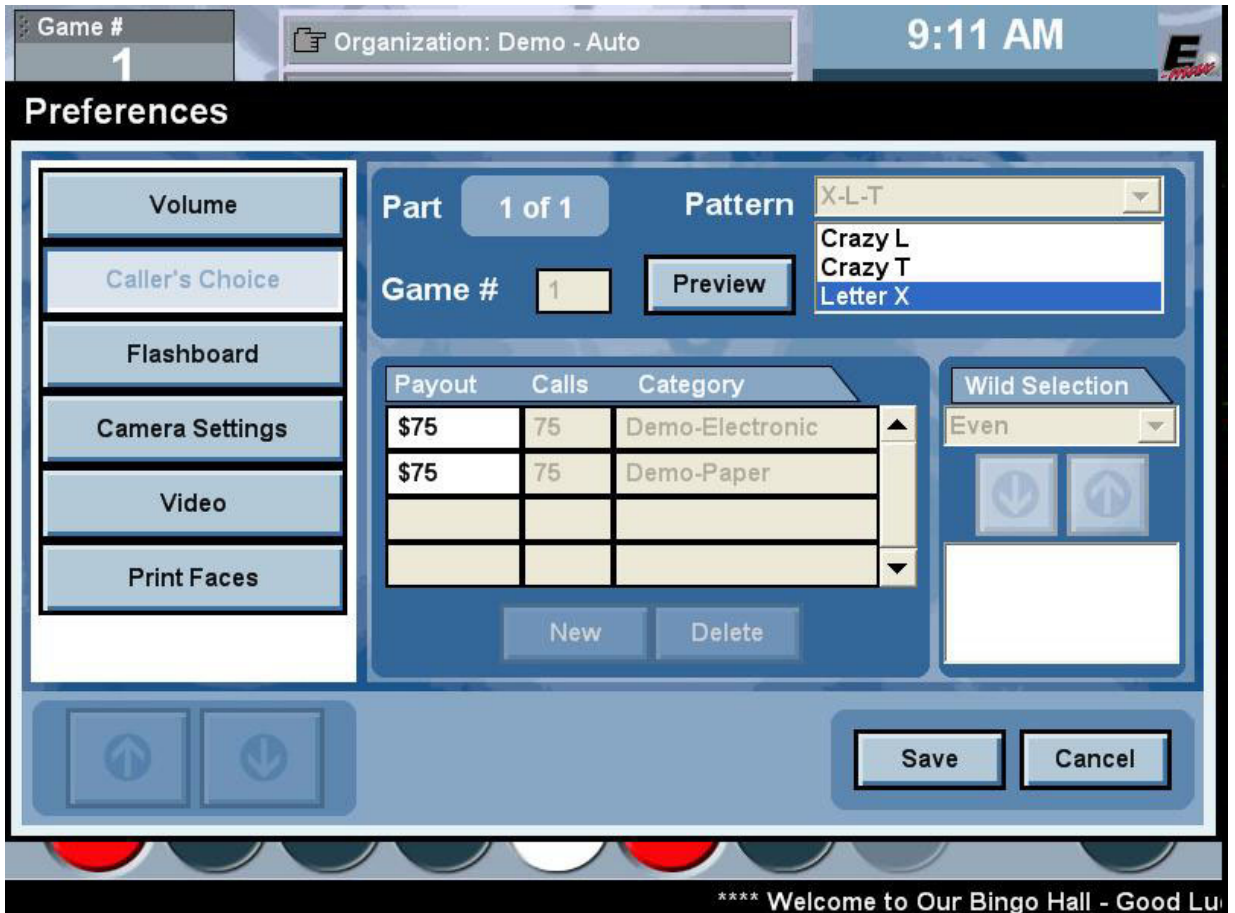 Game #
1
Organization: Demo - Auto
9:11 AM
E
Preferences
Volume
Caller's Choice
Flashboard
Camera Settings
Video
Print Faces
Part 1 of 1
Pattern X-L-T
Crazy L
Crazy T
Letter X
Game # 1
Preview
Payout Calls Category
$75 75 Demo-Electronic
$75 75 Demo-Paper
New Delete
Wild Selection
Even
Save Cancel
**** Welcome to Our Bingo Hall - Good